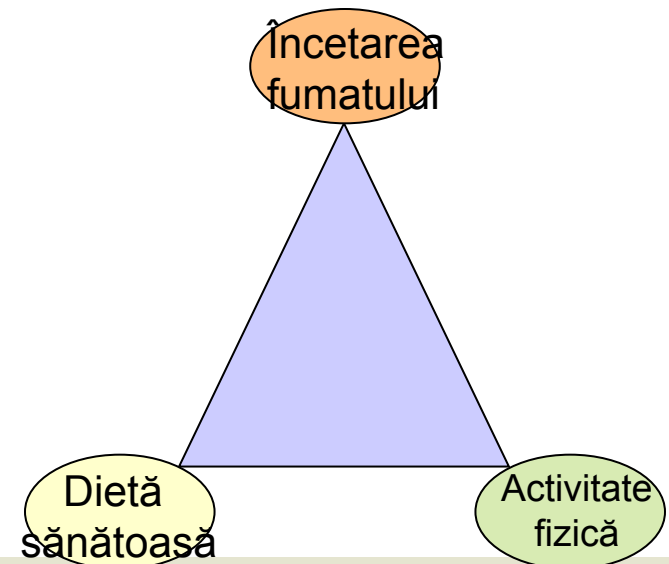 Încetarea
fumatului
Dietă
sănătoasă
Activitate
fizică